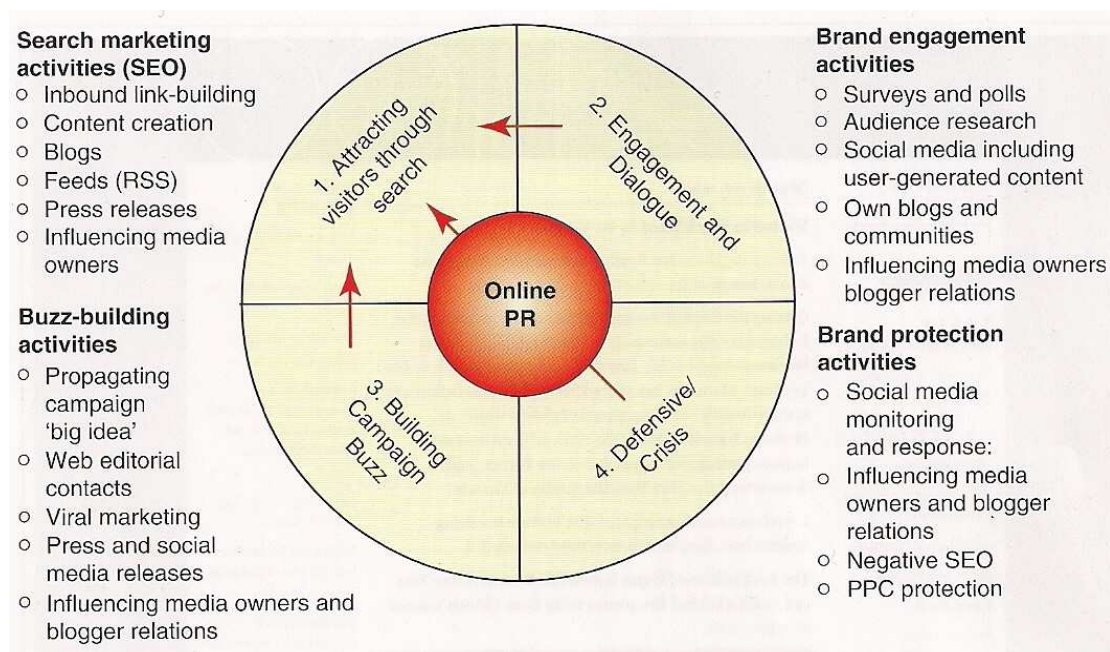 Search marketing
activities (SEO)
Inbound link-building
Content creation
Blogs
Feeds (RSS)
Press releases
Influencing media
owners
Buzz-building
activities
Propagating
campaign
'big idea'
Web editorial
contacts
Viral marketing
Press and social
media releases
Influencing media owners and
blogger relations
1. Attracting
visitors through
search
2. Engagement and
Dialogue
Online
PR
3. Building
Campaign
Buzz
4. Defensive/
Crisis
Brand engagement
activities
Surveys and polls
Audience research
Social media including
user-generated content
Own blogs and
communities
Influencing media owners
blogger relations
Brand protection
activities
Social media
monitoring
and response:
Influencing media
owners and blogger
relations
Negative SEO
PPC protection